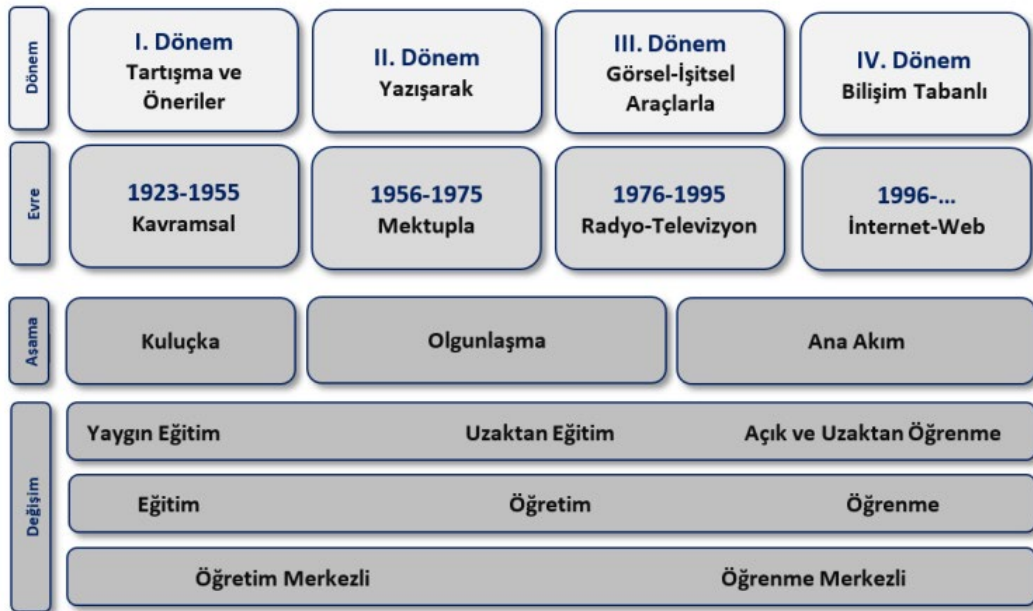 Dönem
I. Dönem
Tartışma ve
Öneriler
II. Dönem
Yazışarak
III. Dönem
Görsel-İşitsel
Araçlarla
IV. Dönem
Bilişim Tabanlı
Evre
1923-1955
Kavramsal
1956-1975
Mektupla
1976-1995
Radyo-Televizyon
1996-...
İnternet-Web
Aşama
Kuluçka
Olgunlaşma
Ana Akım
Değişim
Yaygın Eğitim
Uzaktan Eğitim
Açık ve Uzaktan Öğrenme
Eğitim
Öğretim
Öğrenme
Öğretim Merkezli
Öğrenme Merkezli